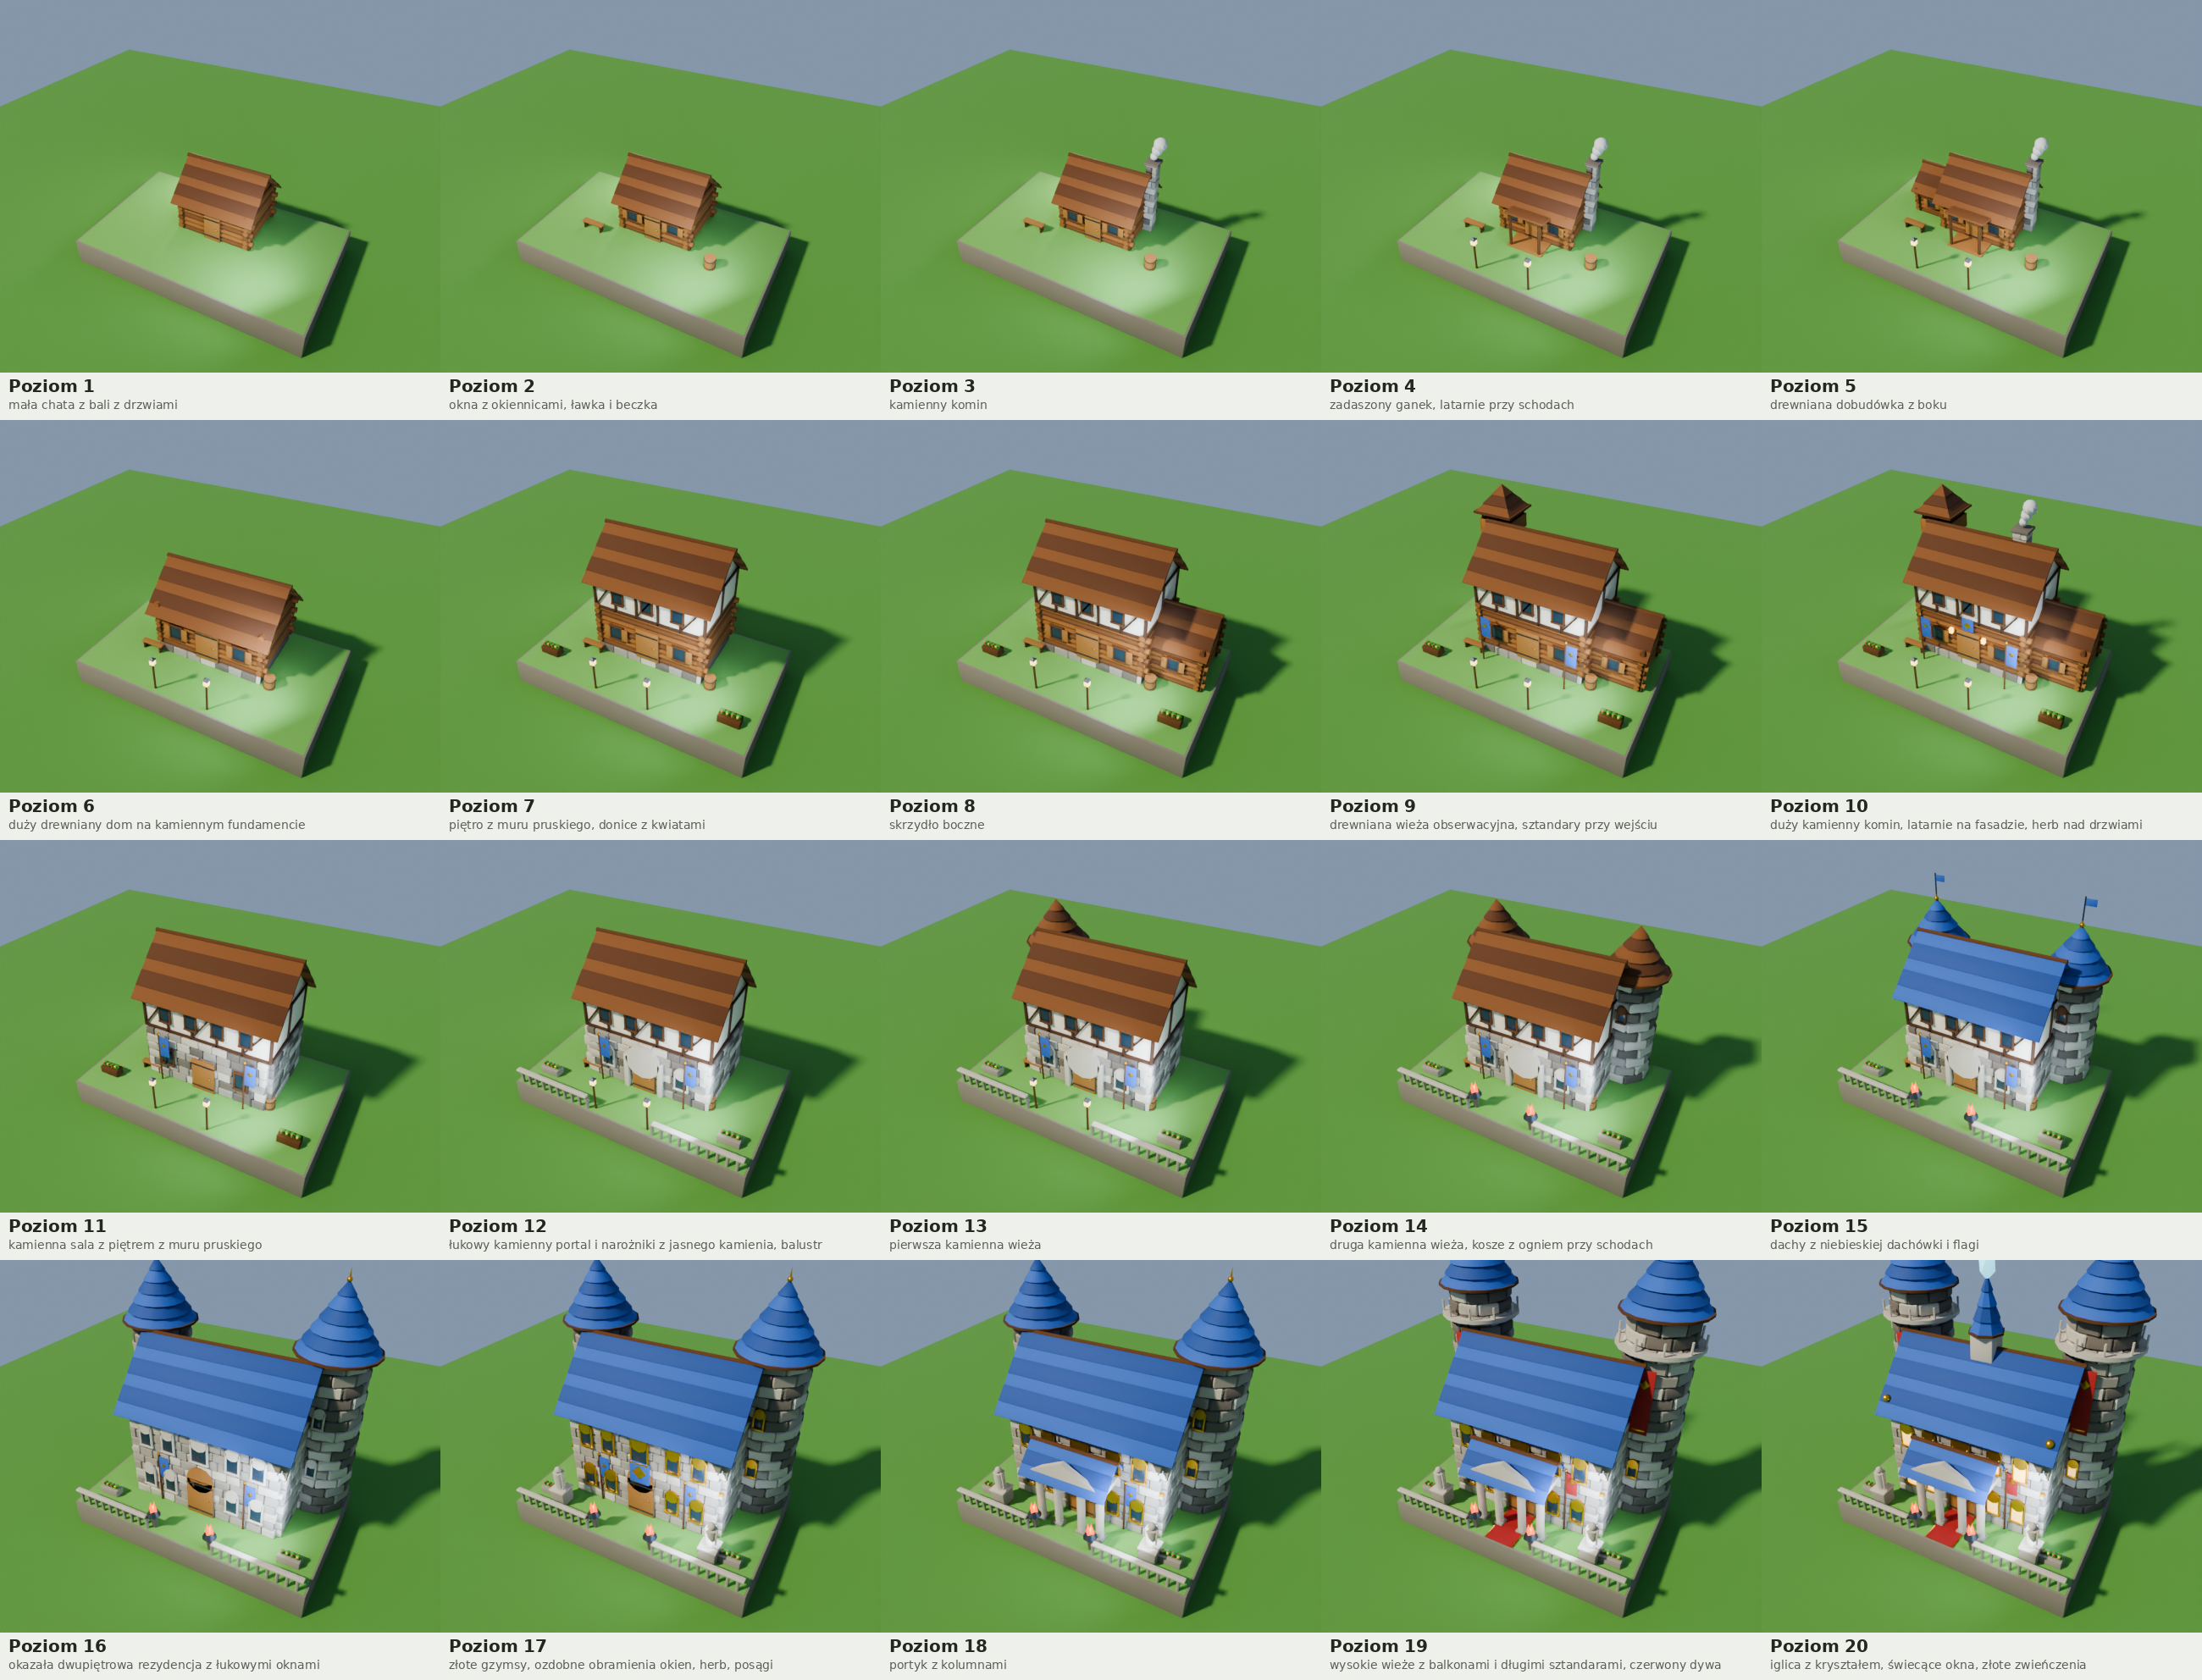 Poziom 1
mała chata z bali z drzwiami
Poziom 2
okna z okiennicami, ławka i beczka
Poziom 3
kamienny komin
Poziom 4
zadaszony ganek, latarnie przy schodach
Poziom 5
drewniana dobudówka z boku
Poziom 6
duży drewniany dom na kamiennym fundamencie
Poziom 7
piętro z muru pruskiego, donice z kwiatami
Poziom 8
skrzydło boczne
Poziom 9
drewniana wieża obserwacyjna, sztandary przy wejściu
Poziom 10
duży kamienny komin, latarnie na fasadzie, herb nad drzwiami
Poziom 11
kamienna sala z piętrem z muru pruskiego
Poziom 12
łukowy kamienny portal i narożniki z jasnego kamienia, balustr
Poziom 13
pierwsza kamienna wieża
Poziom 14
druga kamienna wieża, kosze z ogniem przy schodach
Poziom 15
dachy z niebieskiej dachówki i flagi
Poziom 16
okazała dwupiętrowa rezydencja z łukowymi oknami
Poziom 17
złote gzymsy, ozdobne obramienia okien, herb, posągi
Poziom 18
portyk z kolumnami
Poziom 19
wysokie wieże z balkonami i długimi sztandarami, czerwony dywa
Poziom 20
iglica z kryształem, świecące okna, złote zwieńczenia